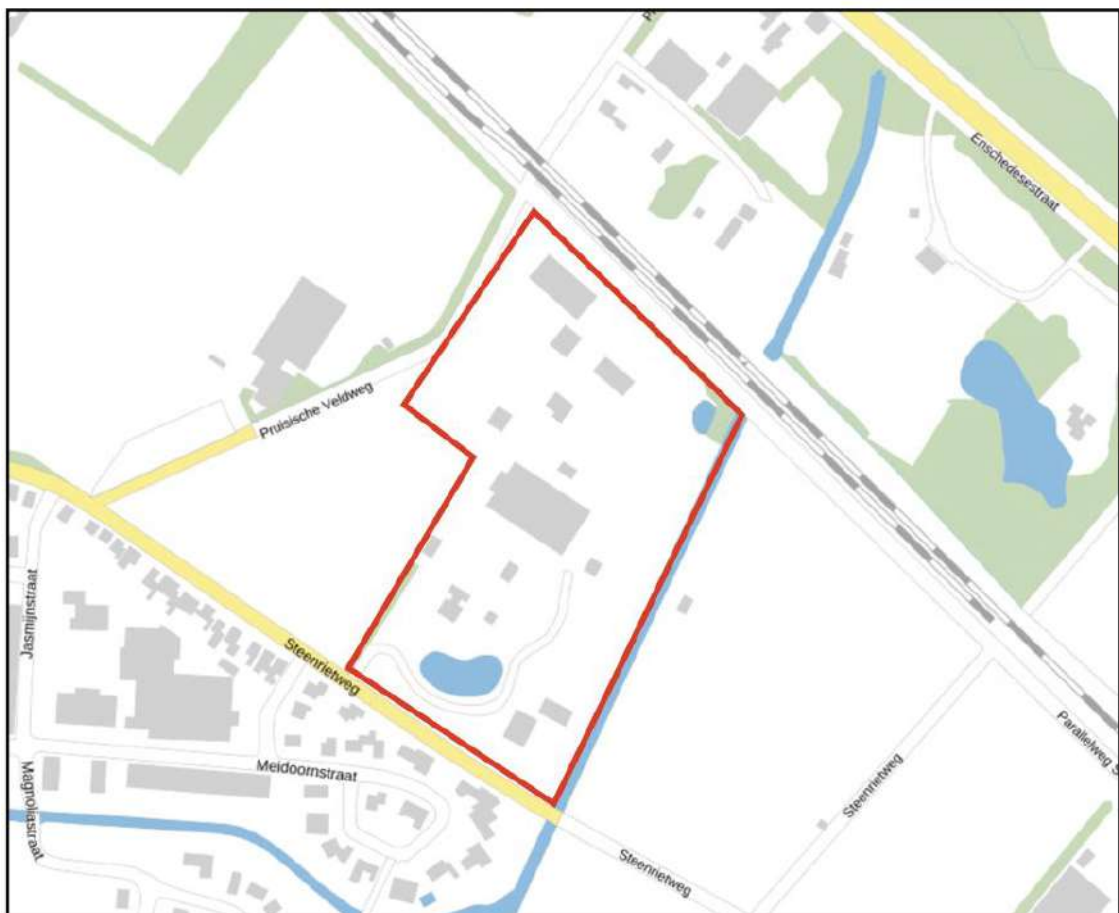 Enschedesestraat
Pruisische Veldweg
Jasmijnstraat
Steenrietweg
Meidoornstraat
Magnoliastraat
Steenrietweg
Steenrietweg
Parallelweg S